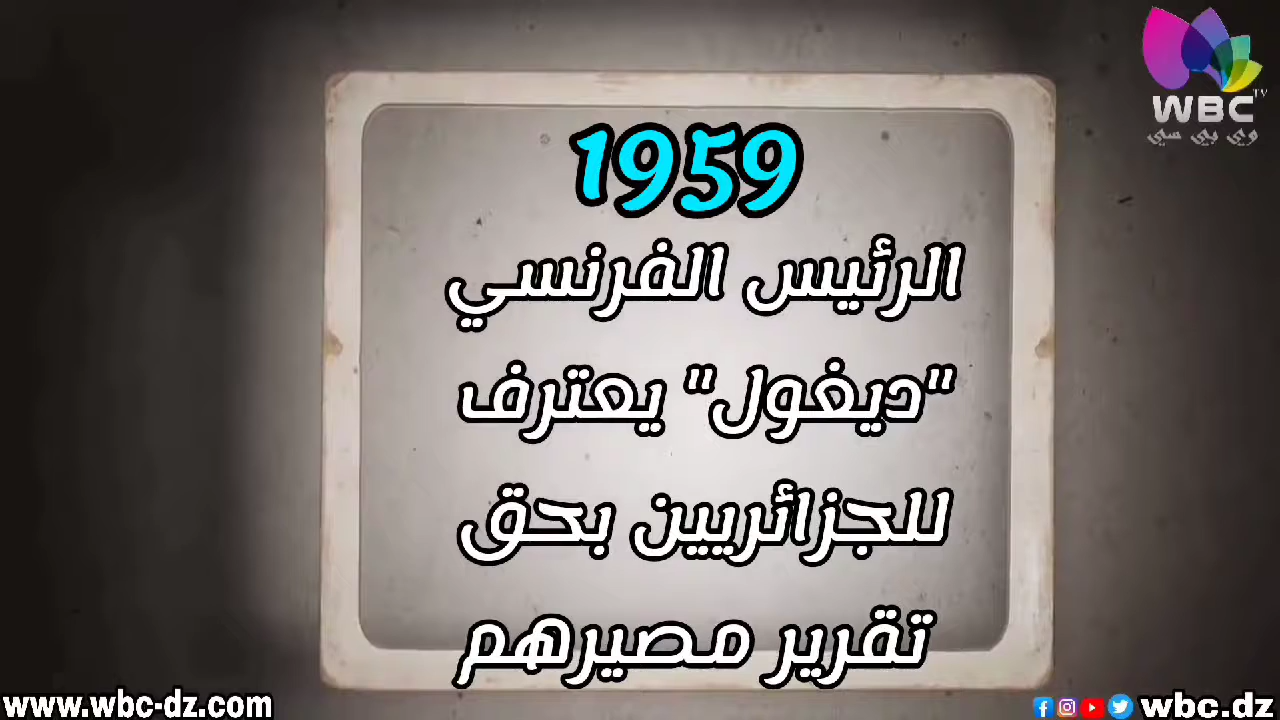 WBC TV
وي بي سي
1959
الرئيس الفرنسي
"ديغول" يعترف
للجزائريين بحق
تقرير مصيرهم
www.wbc-dz.com
wbc.dz